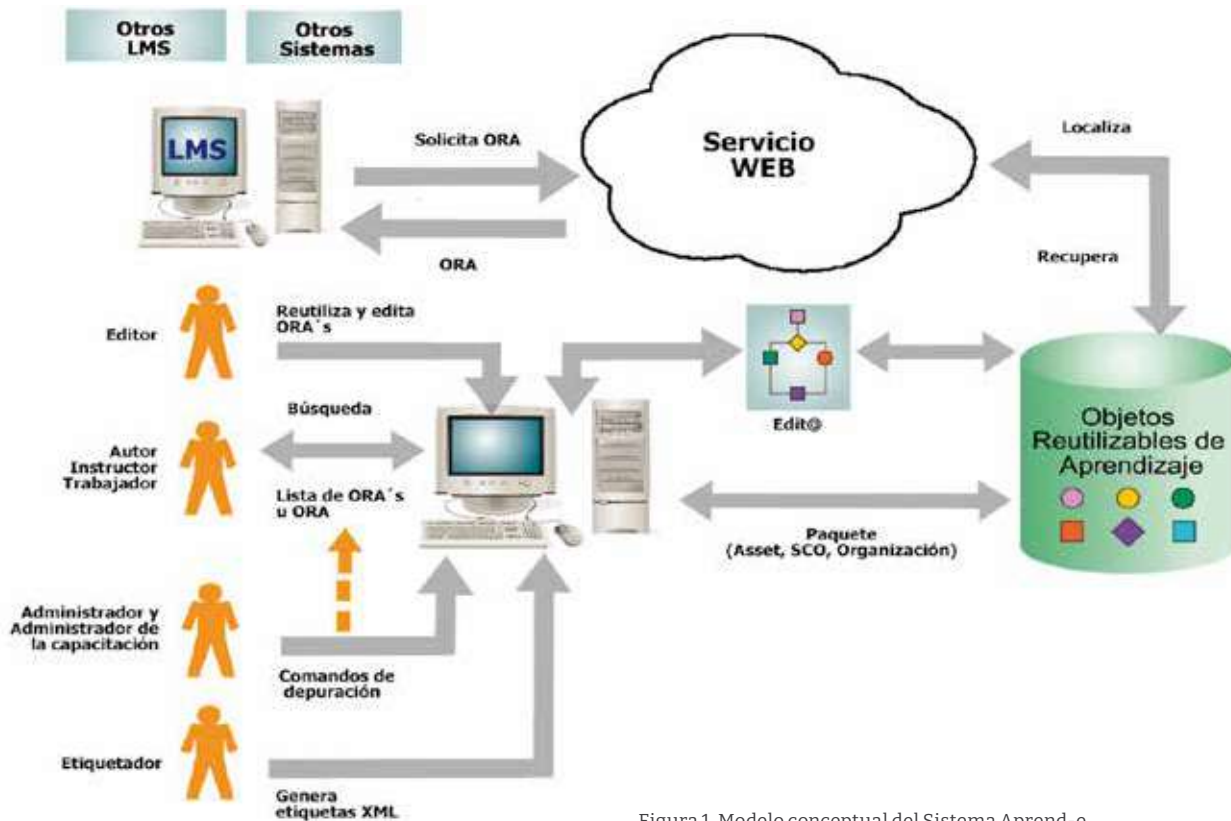 Otros
LMS
Otros
Sistemas
LMS
Solicita ORA
ORA
Servicio
WEB
Localiza
Recupera
Editor
Reutiliza y edita
ORA´s
Búsqueda
Autor
Instructor
Trabajador
Lista de ORA´s
u ORA
Edit@
Objetos
Reutilizables de
Aprendizaje
Paquete
(Asset, SCO, Organización)
Administrador y
Administrador de
la capacitación
Comandos de
depuración
Etiquetador
Genera
etiquetas XML
Figura 1. Modelo conceptual del Sistema Aprend-e